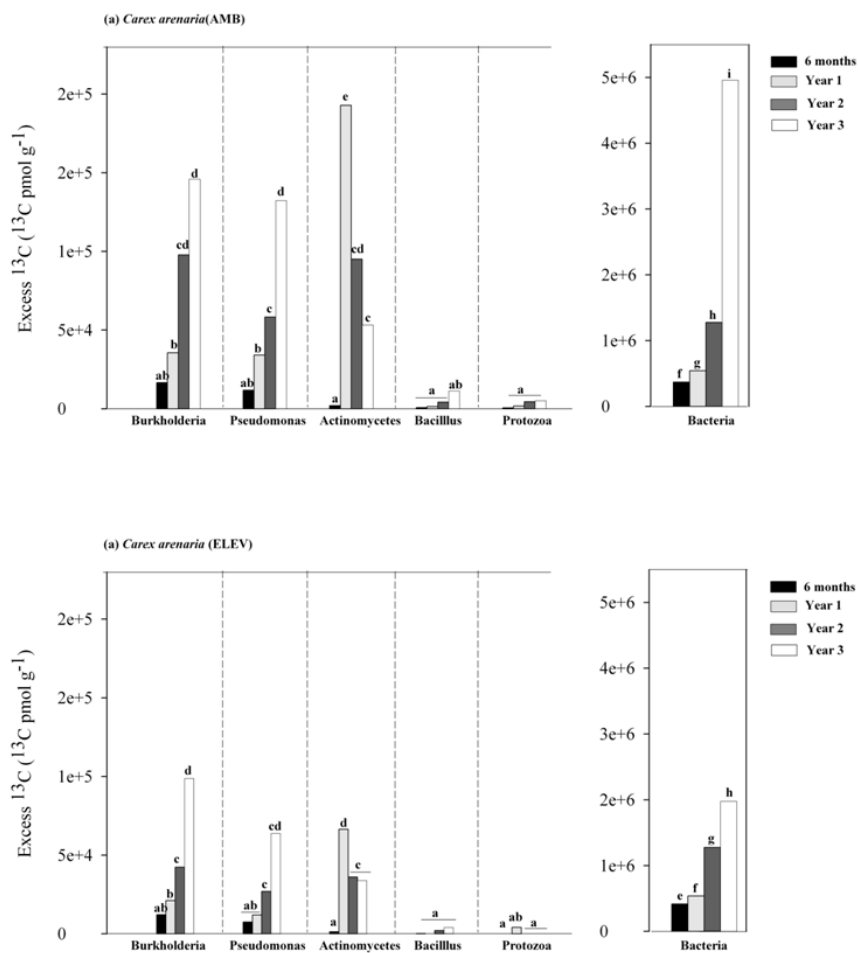 (a) Carex arenaria(AMB)
Excess ¹³C (¹³C pmol g⁻¹)
2e+5
2e+5
1e+5
5e+4
0
ab b cd d
ab b c d
a e cd c
a ab
a
Burkholderia Pseudomonas Actinomycetes Bacilllus Protozoa
5e+6
4e+6
3e+6
2e+6
1e+6
0
f g h i
Bacteria
6 months
Year 1
Year 2
Year 3
(a) Carex arenaria (ELEV)
Excess ¹³C (¹³C pmol g⁻¹)
2e+5
2e+5
1e+5
5e+4
0
ab b c d
ab c cd
a d c
a
a ab a
Burkholderia Pseudomonas Actinomycetes Bacilllus Protozoa
5e+6
4e+6
3e+6
2e+6
1e+6
0
e f g h
Bacteria
6 months
Year 1
Year 2
Year 3